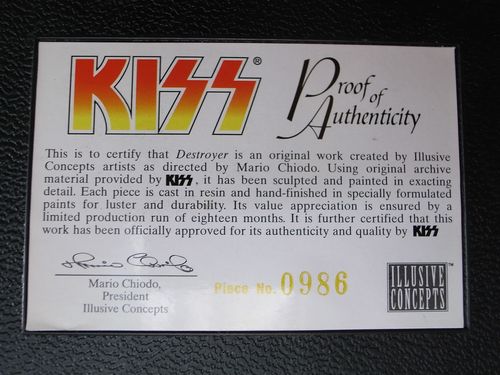 KISS®
Proof of Authenticity
This is to certify that Destroyer is an original work created by Illusive
Concepts artists as directed by Mario Chiodo. Using original archive
material provided by KISS, it has been sculpted and painted in exacting
detail. Each piece is cast in resin and hand-finished in specially formulated
paints for luster and durability. Its value appreciation is ensured by a
limited production run of eighteen months. It is further certified that this
work has been officially approved for its authenticity and quality by KISS
Mario Chiodo
Mario Chiodo,
President
Illusive Concepts
Piece No. 0986
ILLUSIVE
CONCEPTS™